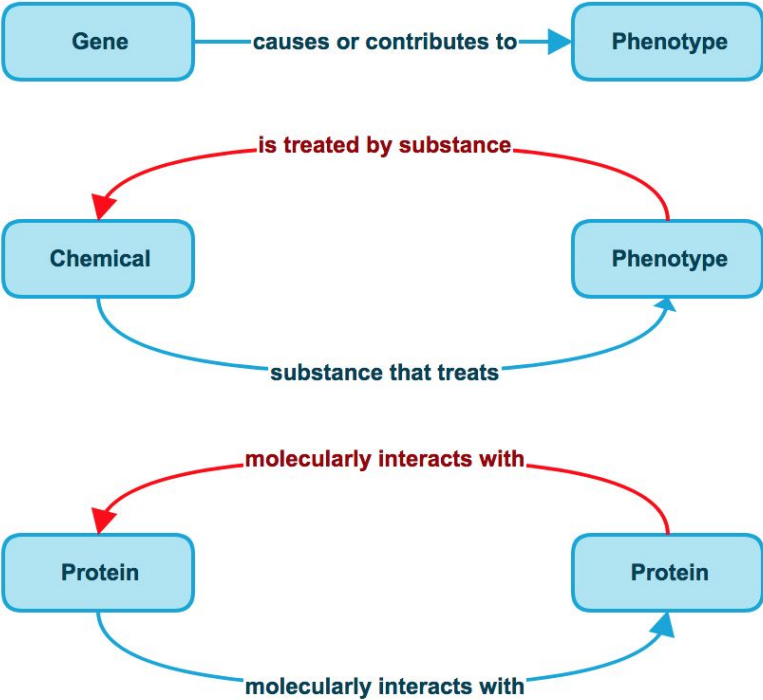 Gene causes or contributes to Phenotype
is treated by substance
Chemical Phenotype
substance that treats
molecularly interacts with
Protein Protein
molecularly interacts with